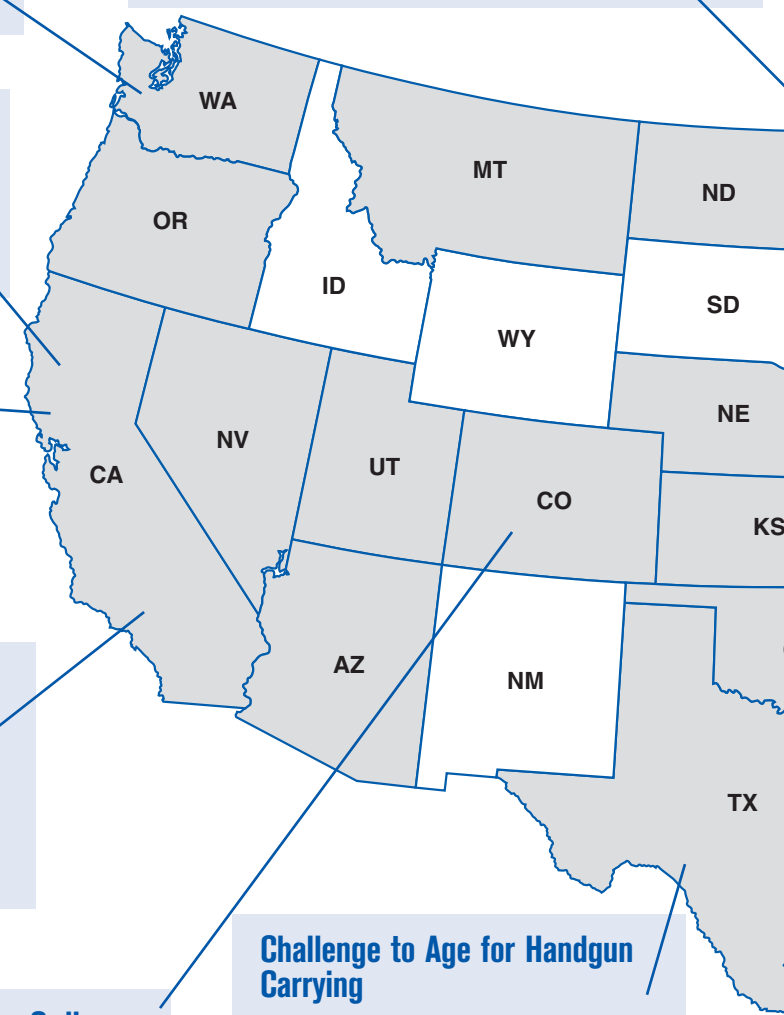 WA
MT
ND
OR
ID
SD
WY
NE
NV
UT
CA
CO
KS
AZ
NM
TX
Challenge to Age for Handgun
Carrying